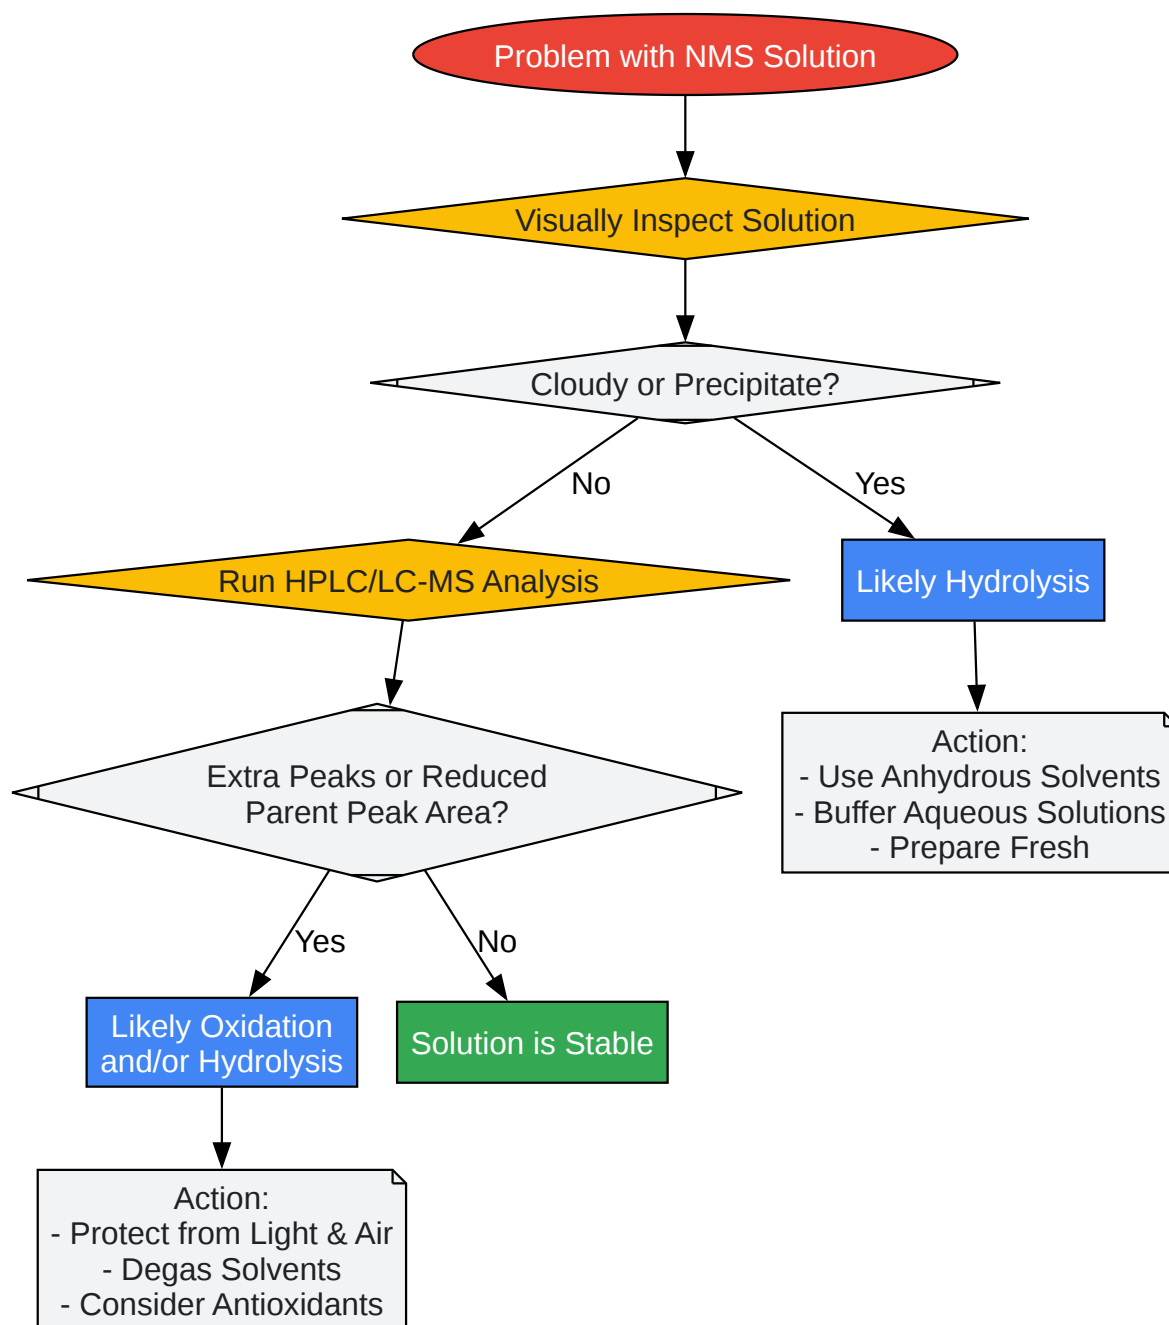 Problem with NMS Solution
Visually Inspect Solution
Cloudy or Precipitate?
No
Yes
Run HPLC/LC-MS Analysis
Likely Hydrolysis
Extra Peaks or Reduced
Parent Peak Area?
Action:
- Use Anhydrous Solvents
- Buffer Aqueous Solutions
- Prepare Fresh
Yes
No
Likely Oxidation
and/or Hydrolysis
Solution is Stable
Action:
- Protect from Light & Air
- Degas Solvents
- Consider Antioxidants